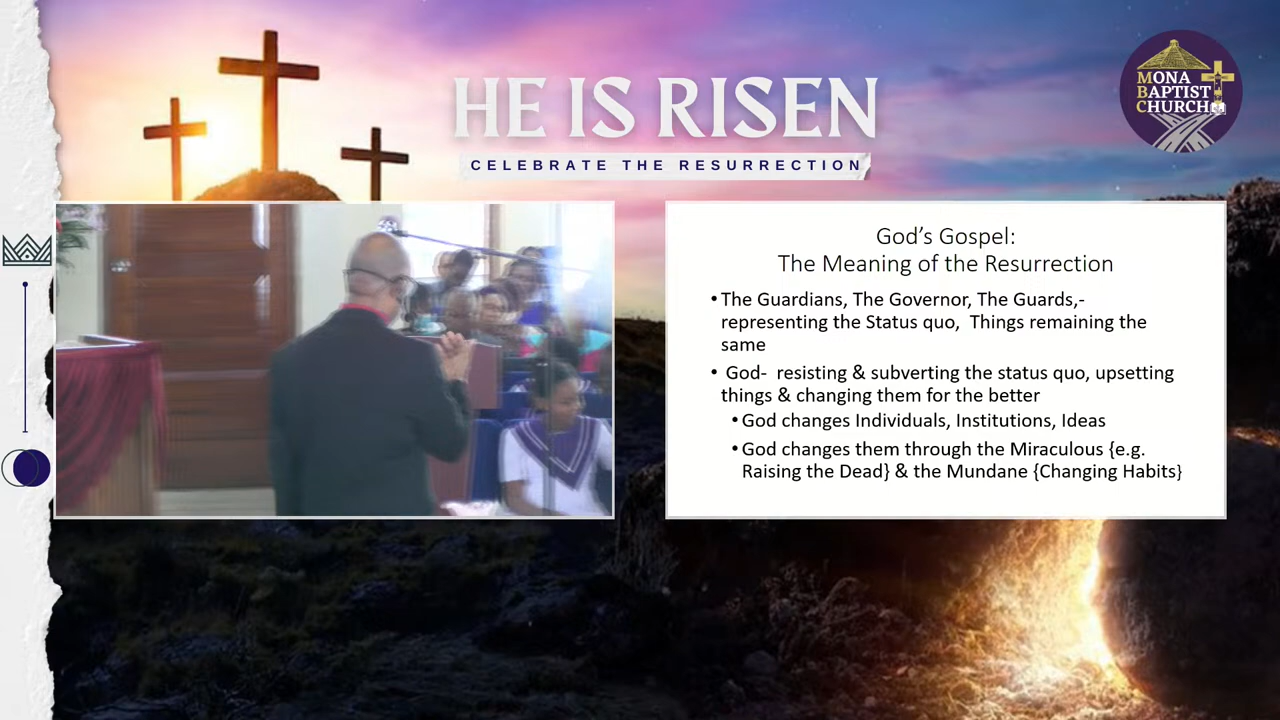 HE IS RISEN
CELEBRATE THE RESURRECTION
MONA
BAPTIST
CHURCH
God's Gospel:
The Meaning of the Resurrection
•The Guardians, The Governor, The Guards,-
representing the Status quo,  Things remaining the
same
• God-  resisting & subverting the status quo, upsetting
things & changing them for the better
•God changes Individuals, Institutions, Ideas
•God changes them through the Miraculous {e.g.
Raising the Dead} & the Mundane {Changing Habits}